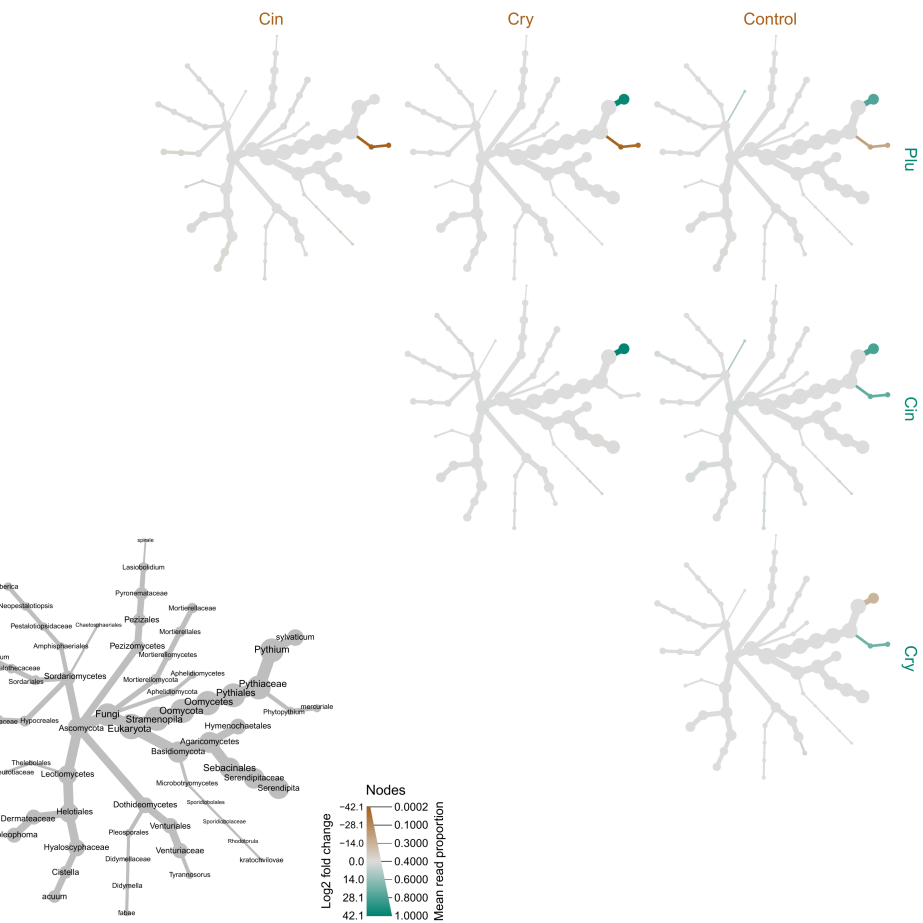 Cin
Cry
Control
Plu
Cin
Cry
spirale
Lasiobolidium
berica
Pyronemataceae
Neopestalotiopsis
Mortierellaceae
Pezizales
Pestalotiopsidaceae
Chaetosphaeriales
Mortierellales
sylvaticum
Amphisphaeriales
Pezizomycetes
Pythium
um
Mortierellomycetes
Sordariomycetes
Aphelidiomycetes
Sordariales
Mortierellomycota
Pythiaceae
Aphelidiomycota
Pythiales
Oomycetes
mercuriale
Fungi
Oomycota
Phytopythium
aceae
Hypocreales
Stramenopila
Ascomycota
Eukaryota
Hymenochaetales
Agaricomycetes
Basidiomycota
Thelebolales
Leotiomycetes
Sebacinales
Serendipitaceae
Microbotryomycetes
Serendipita
Dothideomycetes
Sporidiobolales
Helotiales
Dermateaceae
Sporidiobolaceae
Venturiales
Pleosporales
Rhodotorula
Hyaloscyphaceae
Venturiaceae
Didymellaceae
kratochvilovae
Cistella
Tyrannosorus
Didymella
acuum
fabae
Nodes
Log2 fold change
Mean read proportion
−42.1 0.0002
−28.1 0.1000
−14.0 0.3000
0.0 0.4000
14.0 0.6000
28.1 0.8000
42.1 1.0000